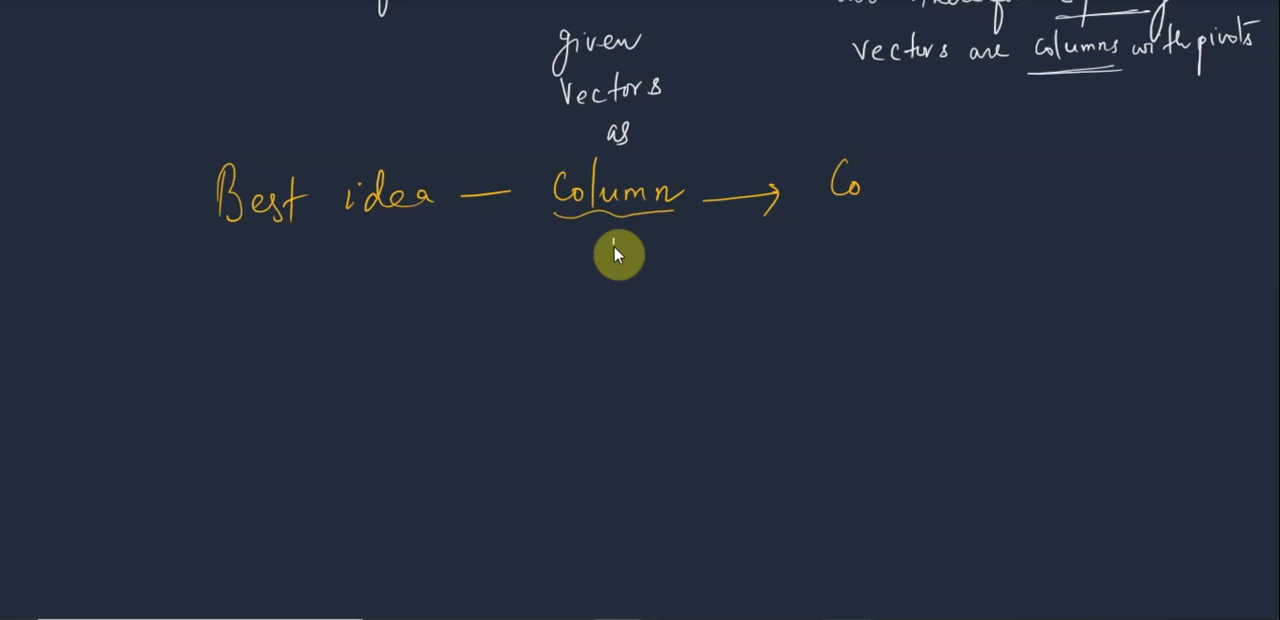 given
vectors
as
vectors are columns with pivots
Best idea — column → Co